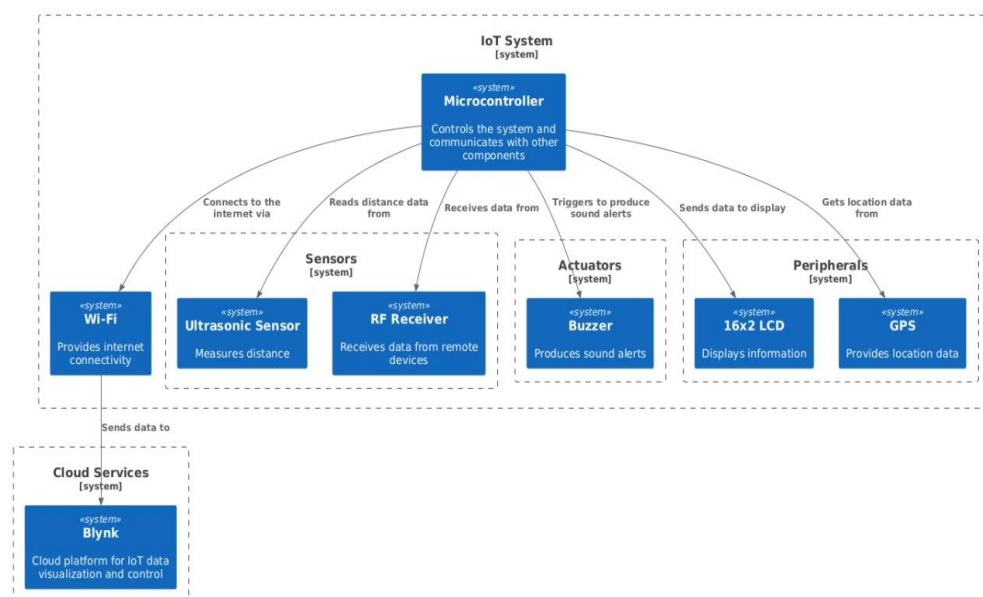 IoT System
[system]
«system»
Microcontroller
Controls the system and
communicates with other
components
Connects to the
internet via
Reads distance data
from
Receives data from
Triggers to produce
sound alerts
Sends data to display
Gets location data
from
Sensors
[system]
Actuators
[system]
Peripherals
[system]
«system»
Wi-Fi
Provides internet
connectivity
«system»
Ultrasonic Sensor
Measures distance
«system»
RF Receiver
Receives data from remote
devices
«system»
Buzzer
Produces sound alerts
«system»
16x2 LCD
Displays information
«system»
GPS
Provides location data
Sends data to
Cloud Services
[system]
«system»
Blynk
Cloud platform for IoT data
visualization and control